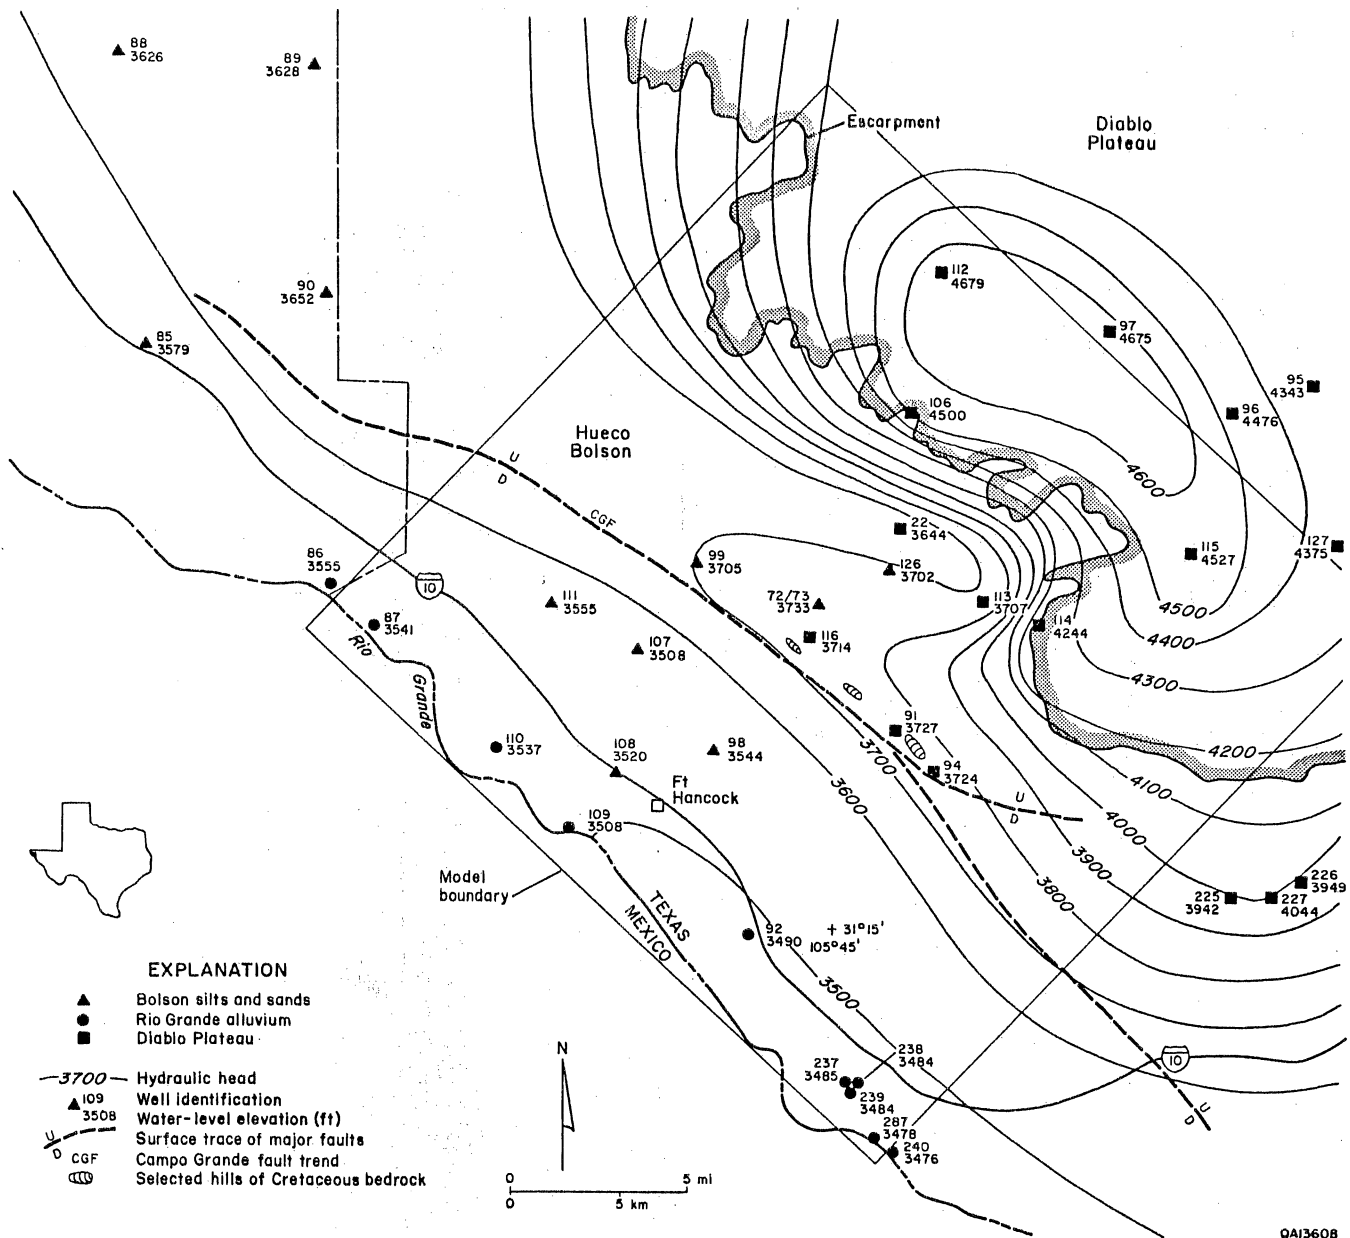 88
3626
89
3628
Escarpment
Diablo
Plateau
112
4679
90
3652
97
4675
85
3579
95
4343
96
4476
106
4500
Hueco
Bolson
U
D
4600
CGF
22
3644
127
4375
115
4527
86
3555
99
3705
126
3702
10
111
3555
72/73
3733
113
3707
4500
87
3541
114
4244
4400
116
3714
107
3508
Rio
Grande
4300
91
3727
110
3537
108
3520
98
3544
3700
94
3724
4200
Ft
Hancock
3600
4100
U
D
109
3508
4000
3900
Model
boundary
3800
226
3949
225
3942
227
4044
TEXAS
MEXICO
92
3490
+ 31°15'
105°45'
3500
EXPLANATION
Bolson silts and sands
Rio Grande alluvium
Diablo Plateau
3700 Hydraulic head
109 Well identification
3508 Water-level elevation (ft)
U
D
Surface trace of major faults
CGF Campo Grande fault trend
Selected hills of Cretaceous bedrock
N
0 5 mi
0 5 km
238
3484
237
3485
239
3484
287
3478
240
3476
10
U
D
QA13608